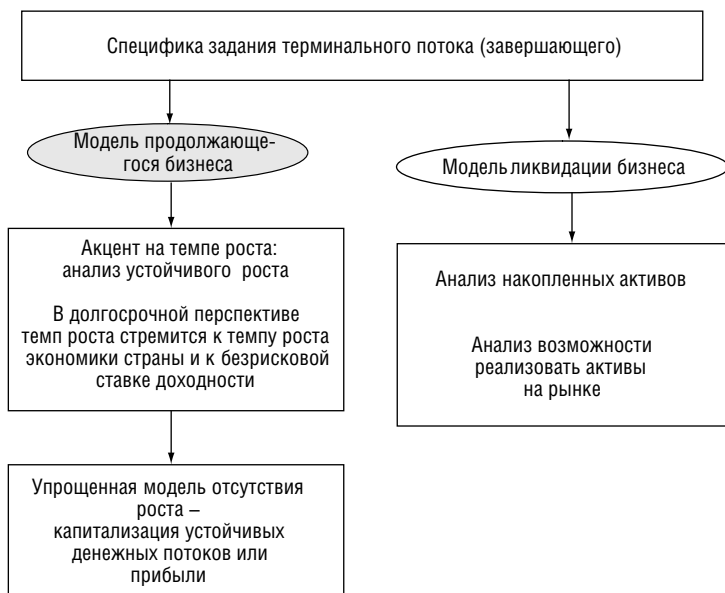 Специфика задания терминального потока (завершающего)
Модель продолжающе-
гося бизнеса
Акцент на темпе роста:
анализ устойчивого роста
В долгосрочной перспективе
темп роста стремится к темпу роста
экономики страны и к безрисковой
ставке доходности
Упрощенная модель отсутствия
роста –
капитализация устойчивых
денежных потоков или
прибыли
Модель ликвидации бизнеса
Анализ накопленных активов
Анализ возможности
реализовать активы
на рынке